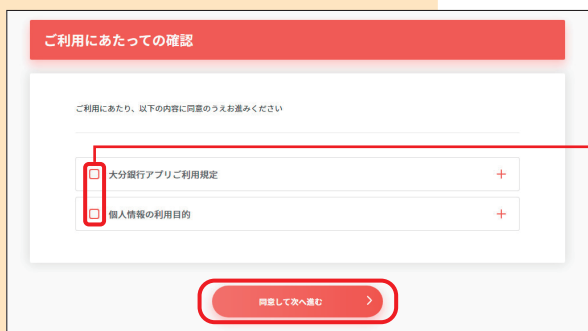 ご利用にあたっての確認
ご利用にあたり、以下の内容に同意のうえお進みください
大分銀行アプリご利用規定
個人情報の利用目的
同意して次へ進む